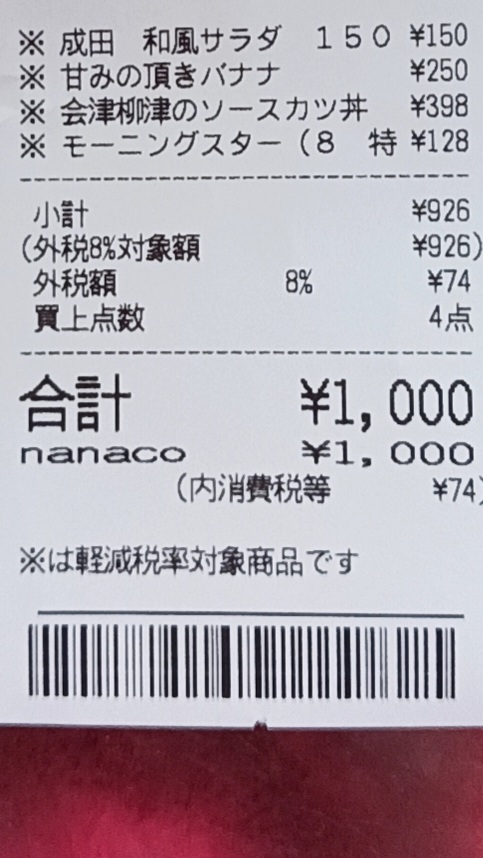 ※ 成田 和風サラダ 150 ¥150
※ 甘みの頂きバナナ ¥250
※ 会津柳津のソースカツ丼 ¥398
※ モーニングスター(8 特 ¥128
小計 ¥926
(外税8%対象額 ¥926)
外税額 8% ¥74
買上点数 4点
合計 ¥1,000
nanaco ¥1,000
(内消費税等 ¥74)
※は軽減税率対象商品です